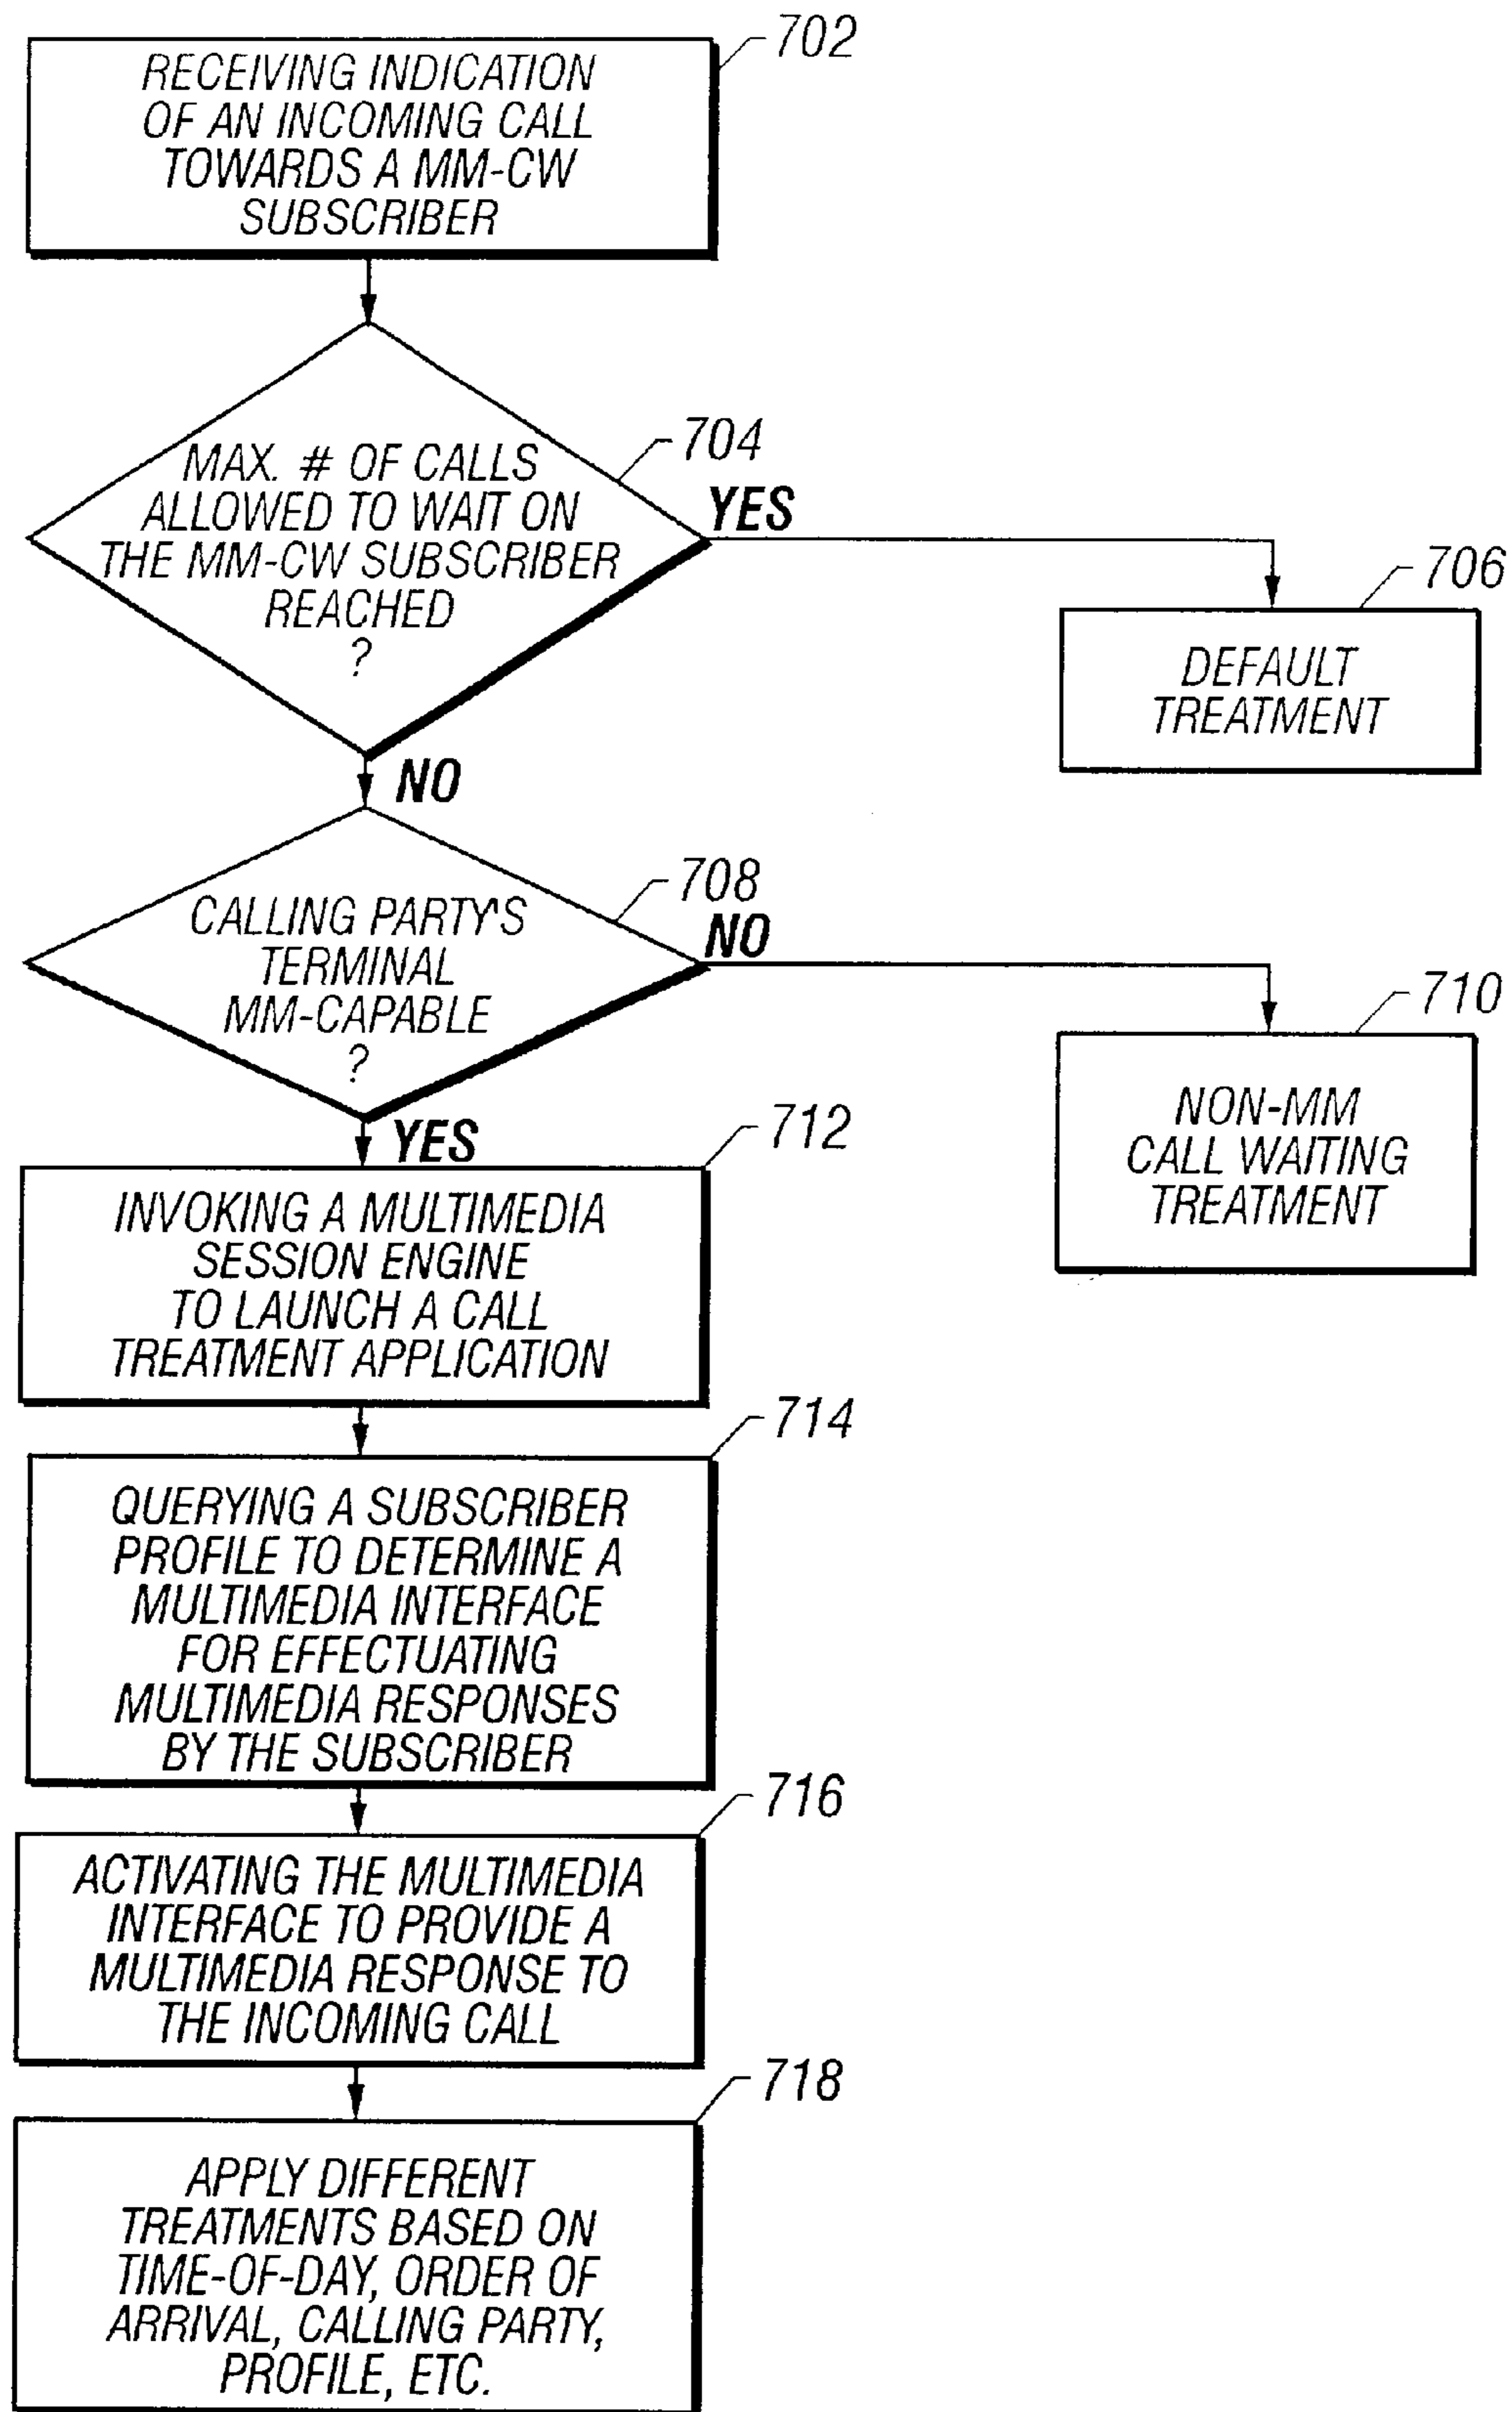 702
RECEIVING INDICATION
OF AN INCOMING CALL
TOWARDS A MM-CW
SUBSCRIBER
704
MAX. # OF CALLS
ALLOWED TO WAIT ON
THE MM-CW SUBSCRIBER
REACHED
?
YES
706
DEFAULT
TREATMENT
NO
708
CALLING PARTY'S
TERMINAL
MM-CAPABLE
?
NO
710
NON-MM
CALL WAITING
TREATMENT
YES
712
INVOKING A MULTIMEDIA
SESSION ENGINE
TO LAUNCH A CALL
TREATMENT APPLICATION
714
QUERYING A SUBSCRIBER
PROFILE TO DETERMINE A
MULTIMEDIA INTERFACE
FOR EFFECTUATING
MULTIMEDIA RESPONSES
BY THE SUBSCRIBER
716
ACTIVATING THE MULTIMEDIA
INTERFACE TO PROVIDE A
MULTIMEDIA RESPONSE TO
THE INCOMING CALL
718
APPLY DIFFERENT
TREATMENTS BASED ON
TIME-OF-DAY, ORDER OF
ARRIVAL, CALLING PARTY,
PROFILE, ETC.